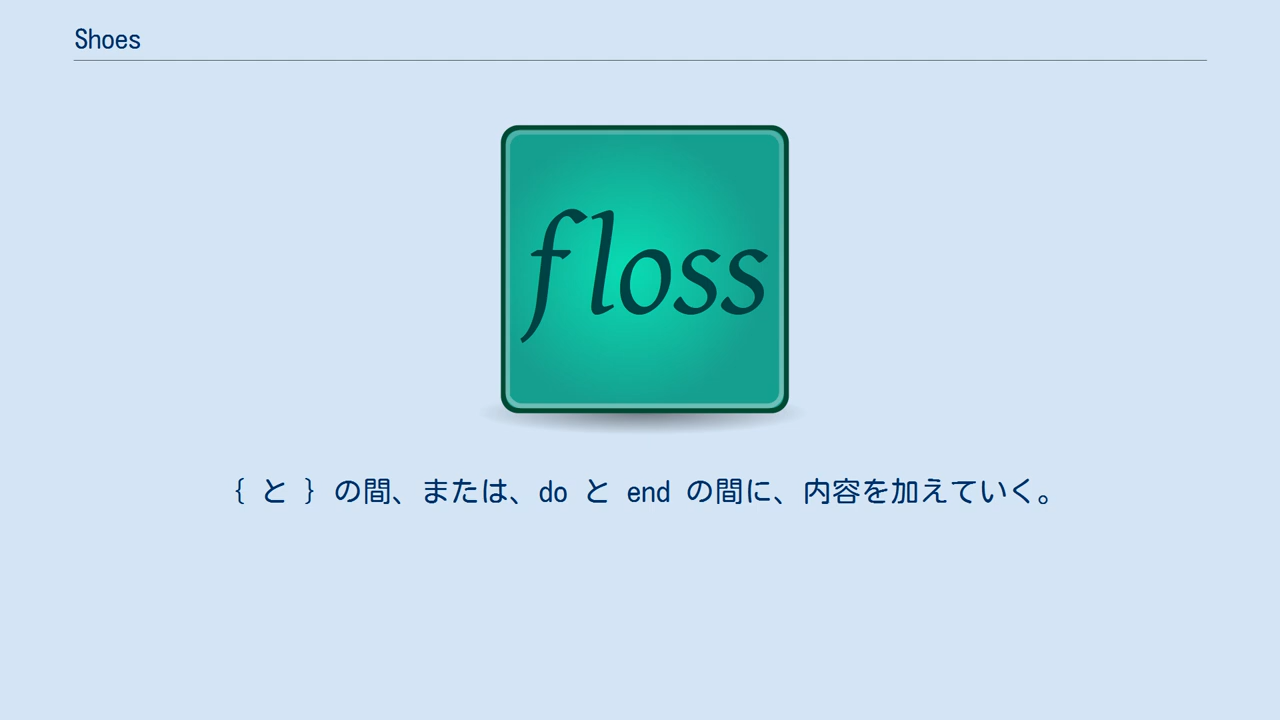 Shoes
floss
{ と } の間、または、do と end の間に、内容を加えていく。